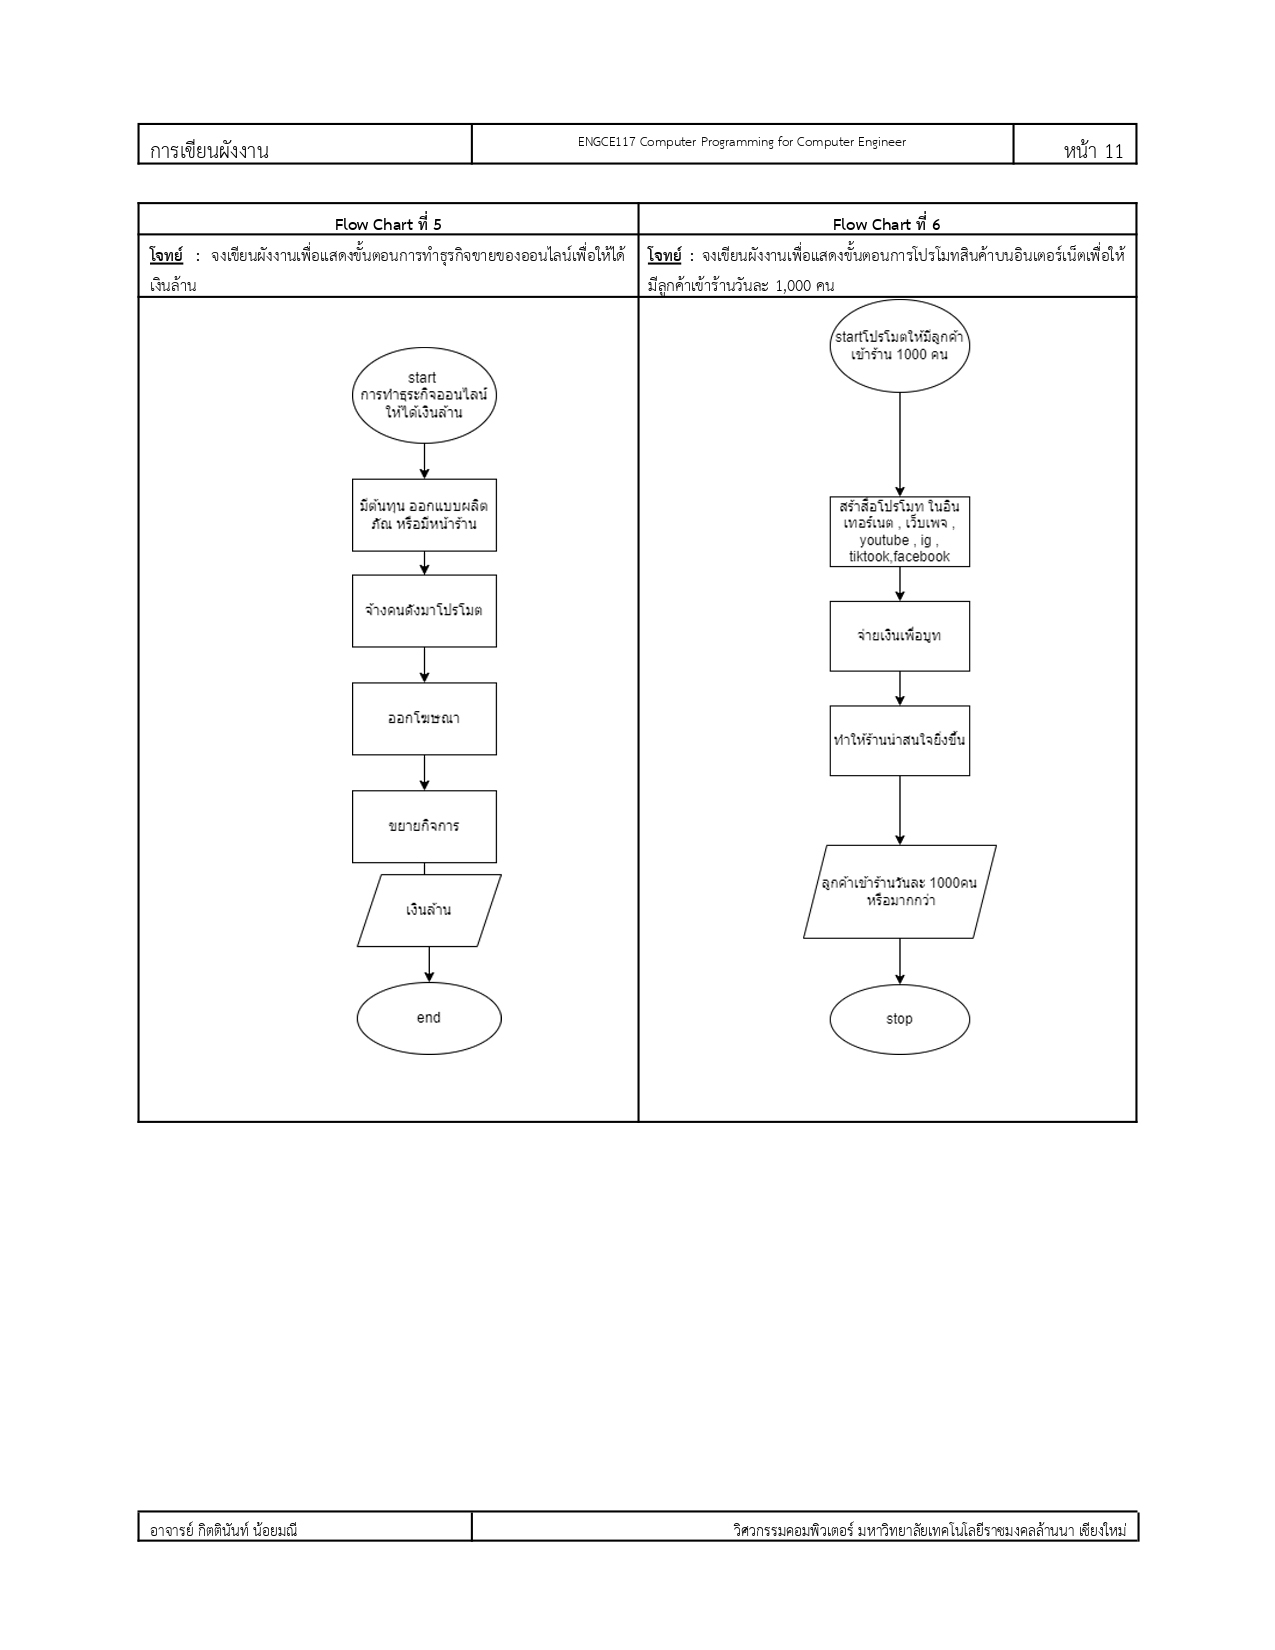 การเขียนผังงาน
ENGCE117 Computer Programming for Computer Engineer
หน้า 11
Flow Chart ที่ 5
โจทย์ : จงเขียนผังงานเพื่อแสดงขั้นตอนการทำธุรกิจขายของออนไลน์เพื่อให้ได้
เงินล้าน
start
การทำธุระกิจออนไลน์
ให้ได้เงินล้าน
มีต้นทุน ออกแบบผลิต
ภัณ หรือมีหน้าร้าน
จ้างคนดังมาโปรโมต
ออกโฆษณา
ขยายกิจการ
เงินล้าน
end
Flow Chart ที่ 6
โจทย์ : จงเขียนผังงานเพื่อแสดงขั้นตอนการโปรโมทสินค้าบนอินเตอร์เน็ตเพื่อให้
มีลูกค้าเข้าร้านวันละ 1,000 คน
startโปรโมตให้มีลูกค้า
เข้าร้าน 1000 คน
สร้าสื่อโปรโมท ในอิน
เทอร์เนต , เว็บเพจ ,
youtube , ig ,
tiktook,facebook
จ่ายเงินเพื่อบูท
ทำให้ร้านน่าสนใจยิ่งขึ้น
ลูกค้าเข้าร้านวันละ 1000คน
หรือมากกว่า
stop
อาจารย์ กิตตินันท์ น้อยมณี
วิศวกรรมคอมพิวเตอร์ มหาวิทยาลัยเทคโนโลยีราชมงคลล้านนา เชียงใหม่